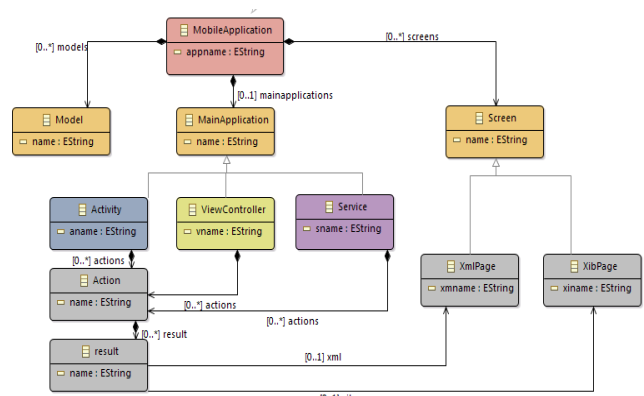 MobileApplication
appname : EString
[0..*] models
[0..*] screens
[0..1] mainapplications
Model
name : EString
MainApplication
name : EString
Screen
name : EString
Activity
aname : EString
ViewController
vname : EString
Service
sname : EString
[0..*] actions
Action
name : EString
[0..*] actions
[0..*] actions
XmlPage
xmname : EString
XibPage
xiname : EString
[0..*] result
result
name : EString
[0..1] xml